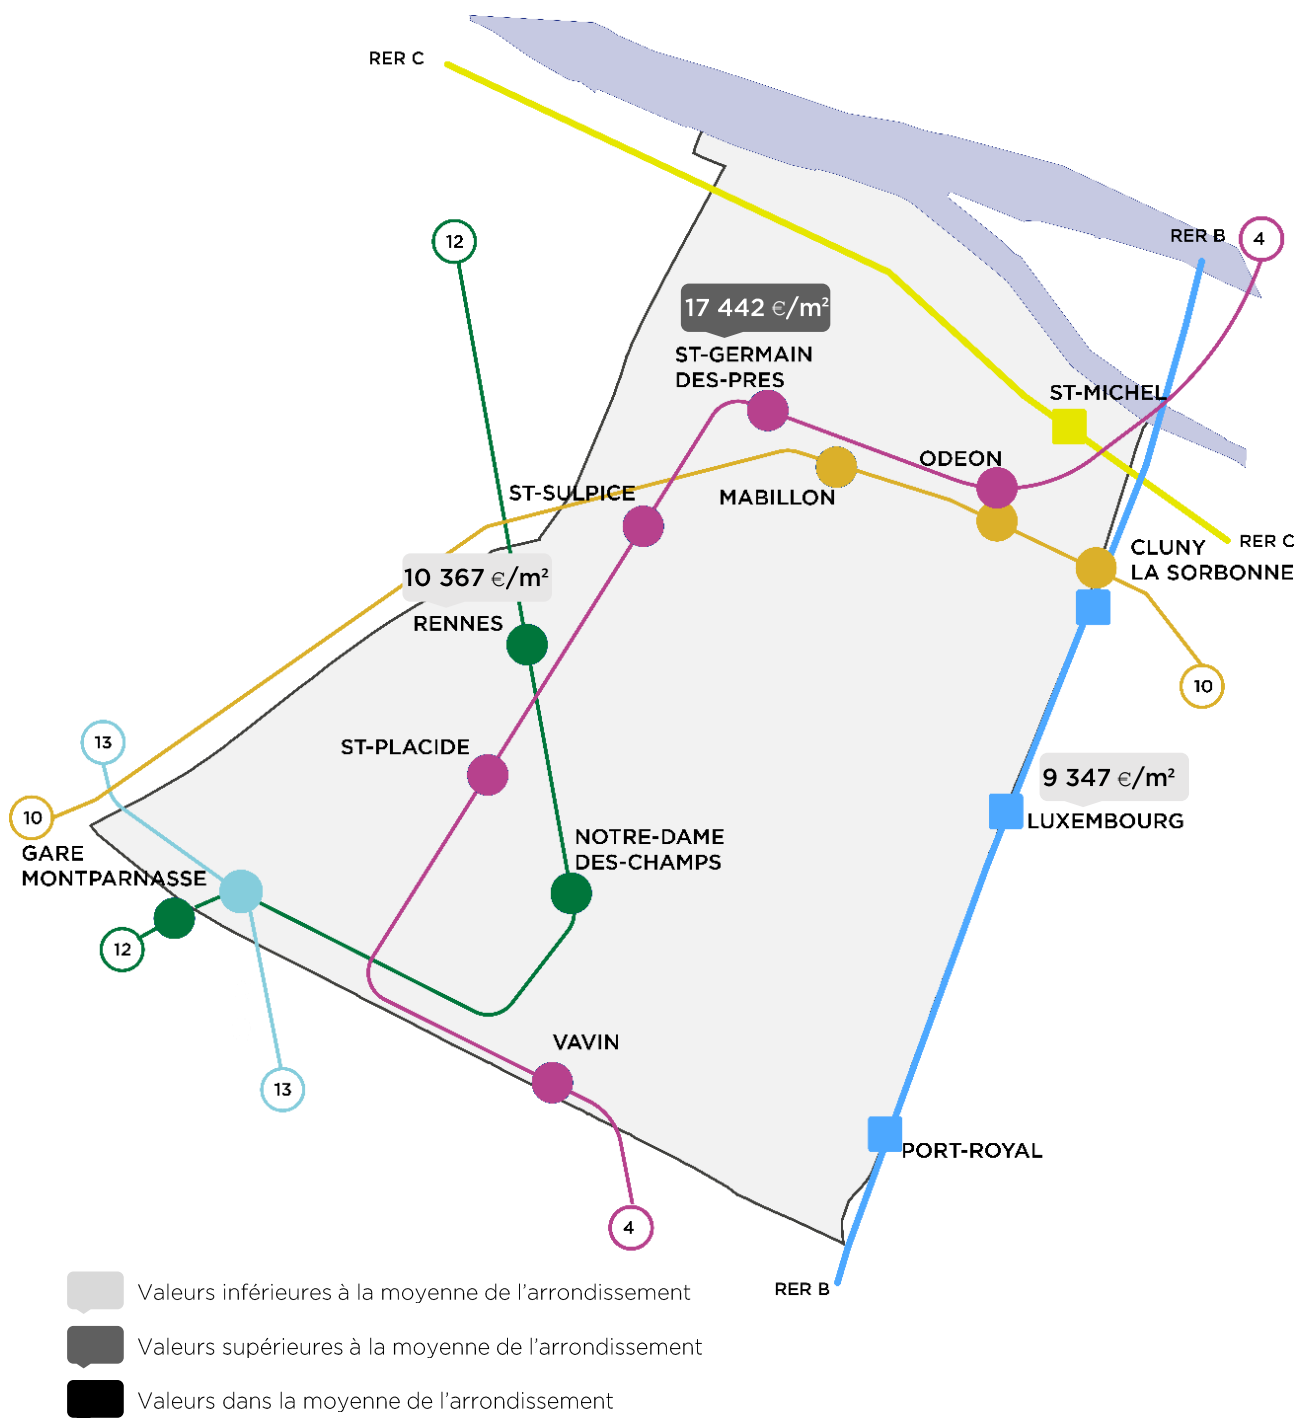 RER C
12
RER B
4
17 442 €/m²
ST-GERMAIN
DES-PRES
ST-MICHEL
ODEON
ST-SULPICE
MABILLON
RER C
CLUNY
LA SORBONNE
10 367 €/m²
RENNES
10
13
ST-PLACIDE
9 347 €/m²
10
LUXEMBOURG
NOTRE-DAME
DES-CHAMPS
GARE
MONTPARNASSE
12
VAVIN
13
PORT-ROYAL
4
RER B
Valeurs inférieures à la moyenne de l'arrondissement
Valeurs supérieures à la moyenne de l'arrondissement
Valeurs dans la moyenne de l'arrondissement